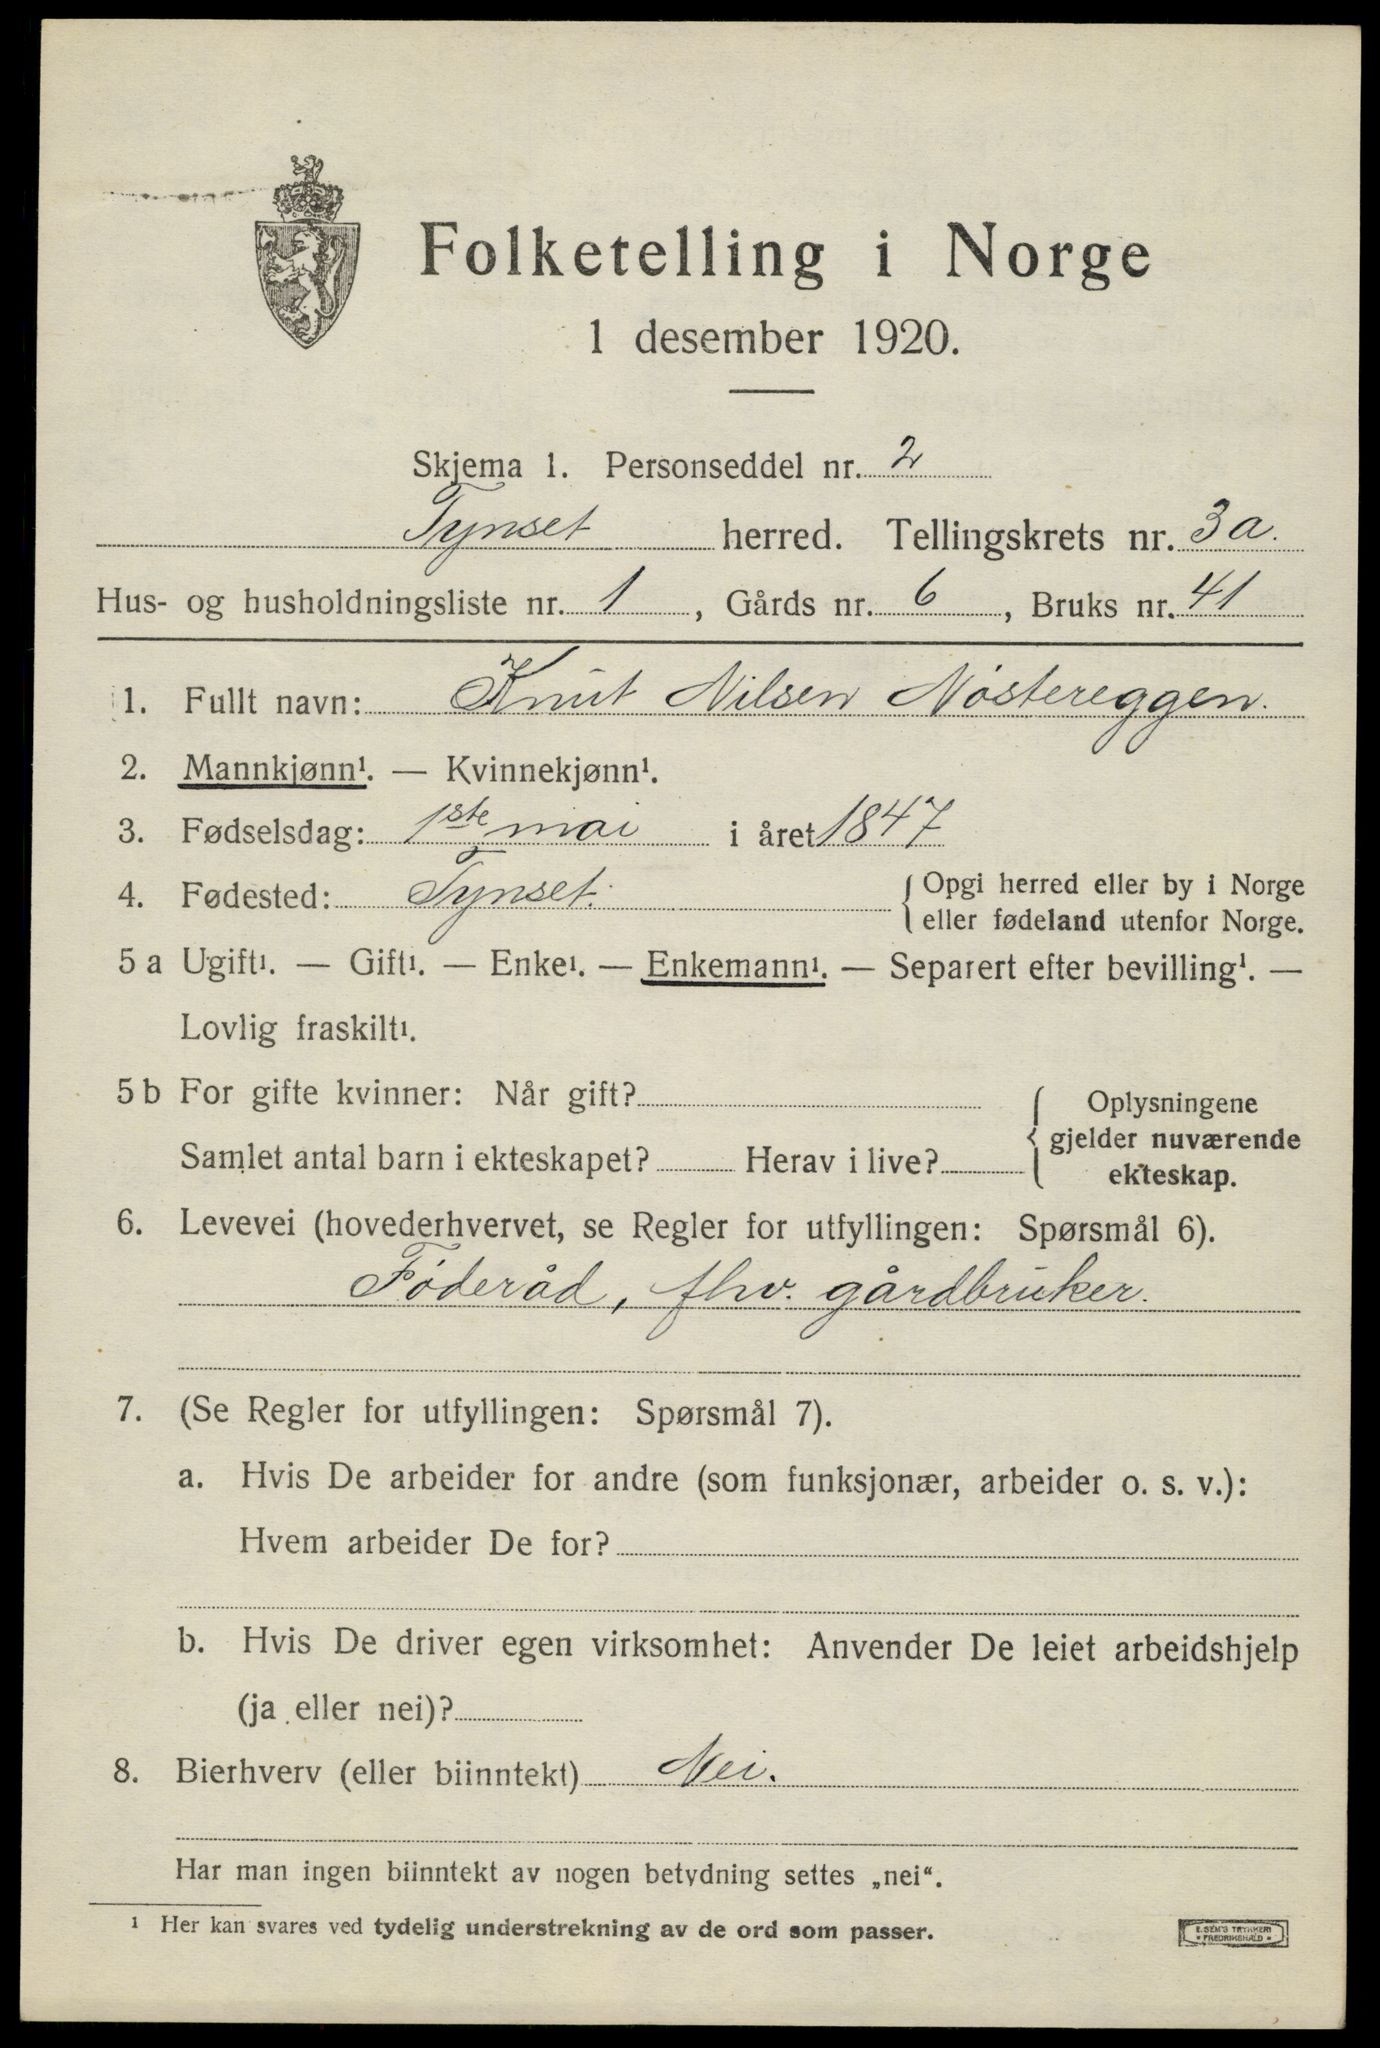 Folketelling i Norge
1 desember 1920.
Skjema 1. Personseddel nr. 2
Tynset herred. Tellingskrets nr. 3a.
Hus- og husholdningsliste nr. 1, Gårds nr. 6, Bruks nr. 41
1. Fullt navn: Knut Nilsen Nøstereggen.
2. Mannkjønn¹. — Kvinnekjønn¹.
3. Fødselsdag: 1ste mai i året 1847
4. Fødested: Tynset. { Opgi herred eller by i Norge
eller fødeland utenfor Norge.
5 a Ugift¹. — Gift¹. — Enke¹. — Enkemann¹. — Separert efter bevilling¹. —
Lovlig fraskilt¹.
5 b For gifte kvinner: Når gift? { Oplysningene
gjelder nuværende
Samlet antal barn i ekteskapet? Herav i live?
ekteskap.
6. Levevei (hovederhvervet, se Regler for utfyllingen: Spørsmål 6).
Føderåd, fhv. gårdbruker.
7. (Se Regler for utfyllingen: Spørsmål 7).
a. Hvis De arbeider for andre (som funksjonær, arbeider o. s. v.):
Hvem arbeider De for?
b. Hvis De driver egen virksomhet: Anvender De leiet arbeidshjelp
(ja eller nei)?
8. Bierhverv (eller biinntekt) Nei.
Har man ingen biinntekt av nogen betydning settes „nei“.
¹ Her kan svares ved tydelig understrekning av de ord som passer.
E. SEM'S TRYKKERI
* FREDRIKSHALD *